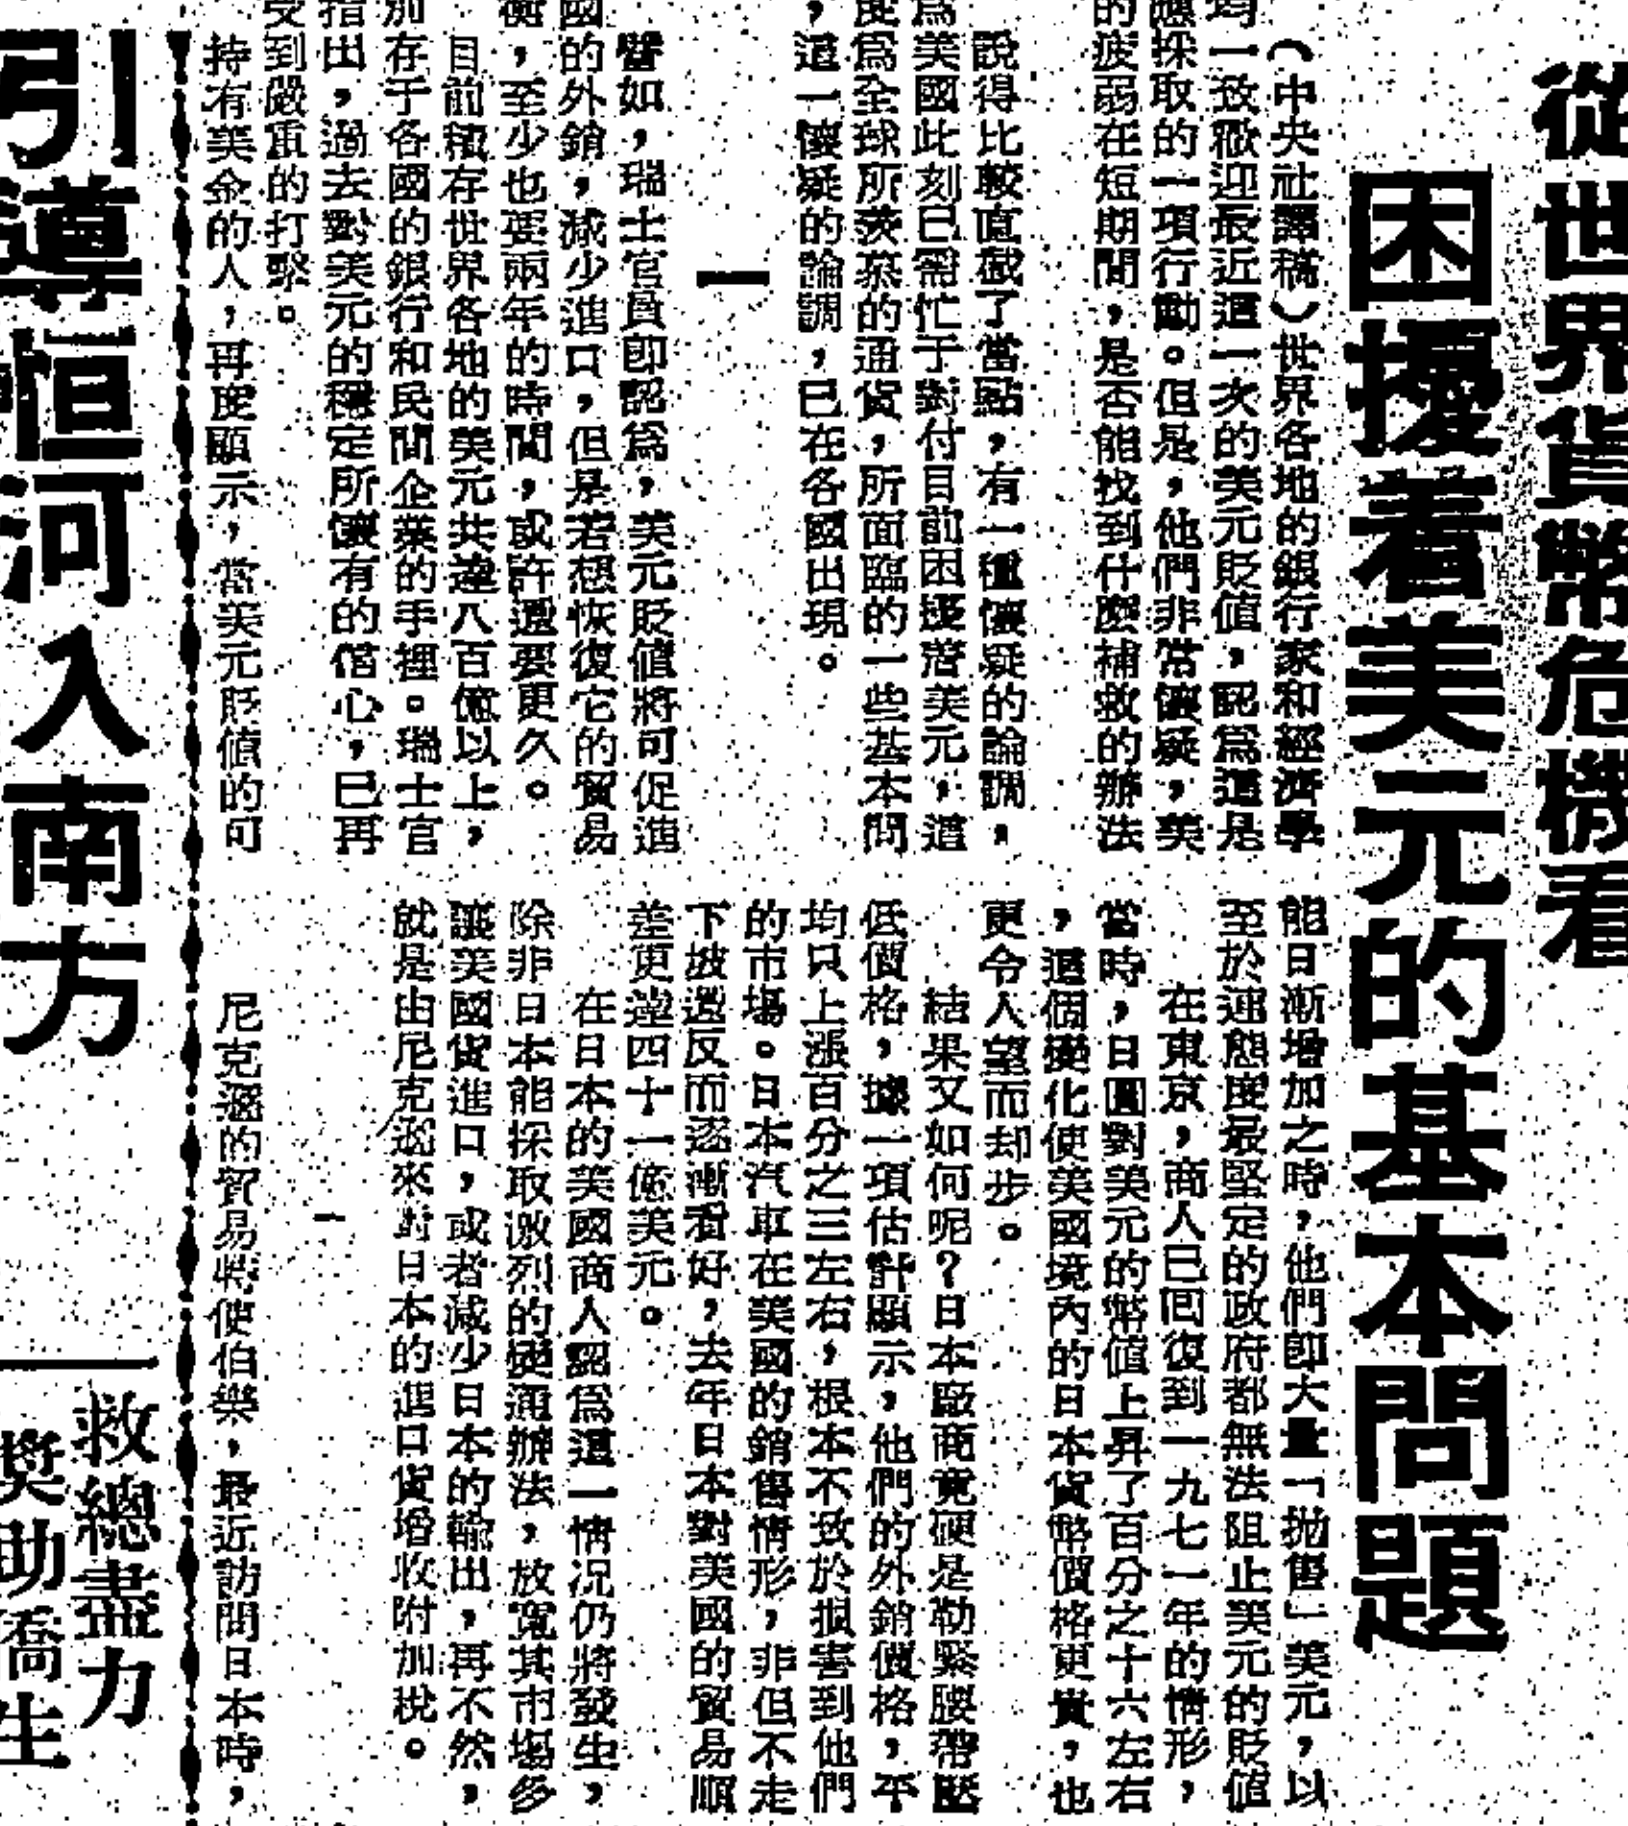 從世界貨幣危機看
困擾着美元的基本問題
（中央社譯稿）世界各地的銀行家和經濟學
均一致歡迎最近這一次的美元貶值，認爲這是
應採取的一項行動。但是，他們非常懷疑，美
的疲弱在短期間，是否能找到什麼補救的辦法
說得比較直截了當點，有一種懷疑的論調，
爲美國此刻已需忙于對付目前困擾着美元，這
度爲全球所羨慕的通貨，所面臨的一些基本問
，這一懷疑的論調，已在各國出現。
一
譬如，瑞士官員即認爲，美元貶值將可促進
國的外銷，減少進口，但是若想恢復它的貿易
衡，至少也要兩年的時間，或許還要更久。
目前積存世界各地的美元共達八百億以上，
加存于各國的銀行和民間企業的手裡。瑞士官
指出，過去對美元的穩定所懷有的信心，已再
受到嚴重的打擊。
持有美金的人，再度顯示，當美元貶值的可
能日漸增加之時，他們即大量「抛售」美元，以
至於連態度最堅定的政府都無法阻止美元的貶值
在東京，商人已回復到一九七一年的情形，
當時，日圓對美元的幣值上昇了百分之十六左右
，這個變化使美國境內的日本貨幣價格更貴，也
更令人望而却步。
結果又如何呢？日本廠商竟硬是勒緊腰帶壓
低價格，據一項估計顯示，他們的外銷價格，平
均只上漲百分之三左右，根本不致於損害到他們
的市場。日本汽車在美國的銷售情形，非但不走
下坡還反而逐漸看好，去年日本對美國的貿易順
差更達四十一億美元。
在日本的美國商人認爲這一情況仍將發生，
除非日本能採取激烈的變通辦法，放寬其市場多
讓美國貨進口，或者減少日本的輸出，再不然，
就是由尼克遜來對日本的進口貨增收附加稅。
尼克遜的貿易特使伯樂，最近訪問日本時，
引導恒河入南方
救總盡力
獎助僑生